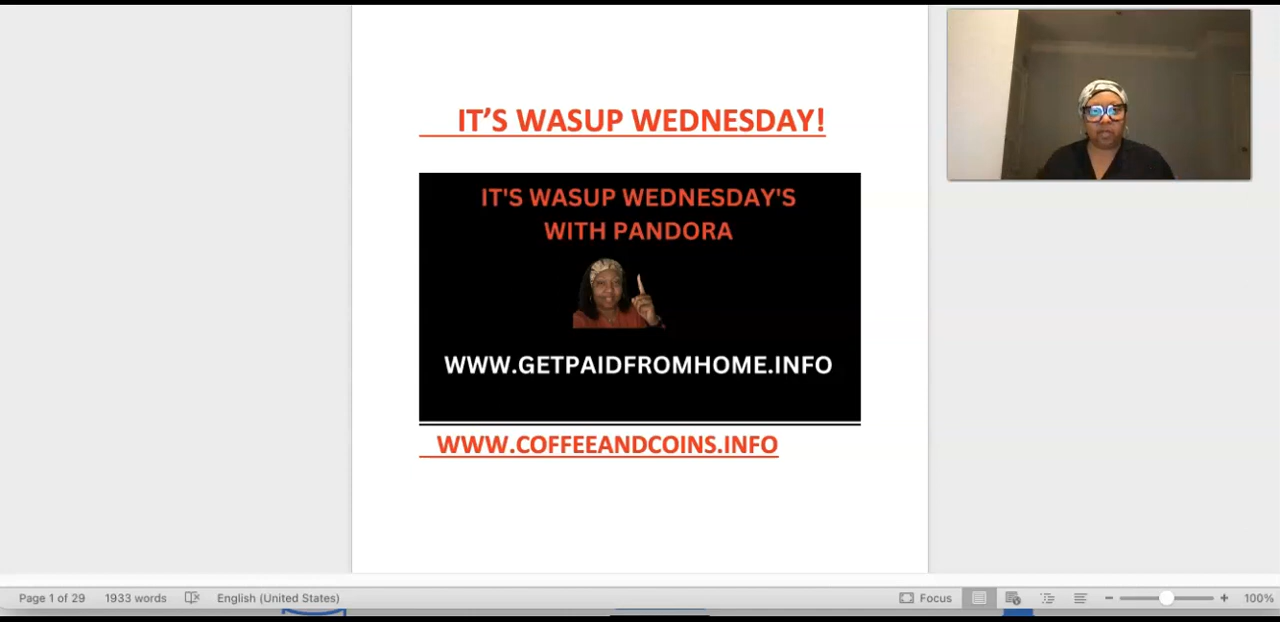 IT’S WASUP WEDNESDAY!
IT'S WASUP WEDNESDAY'S
WITH PANDORA
WWW.GETPAIDFROMHOME.INFO
WWW.COFFEEANDCOINS.INFO
Page 1 of 29 1933 words English (United States) Focus 100%